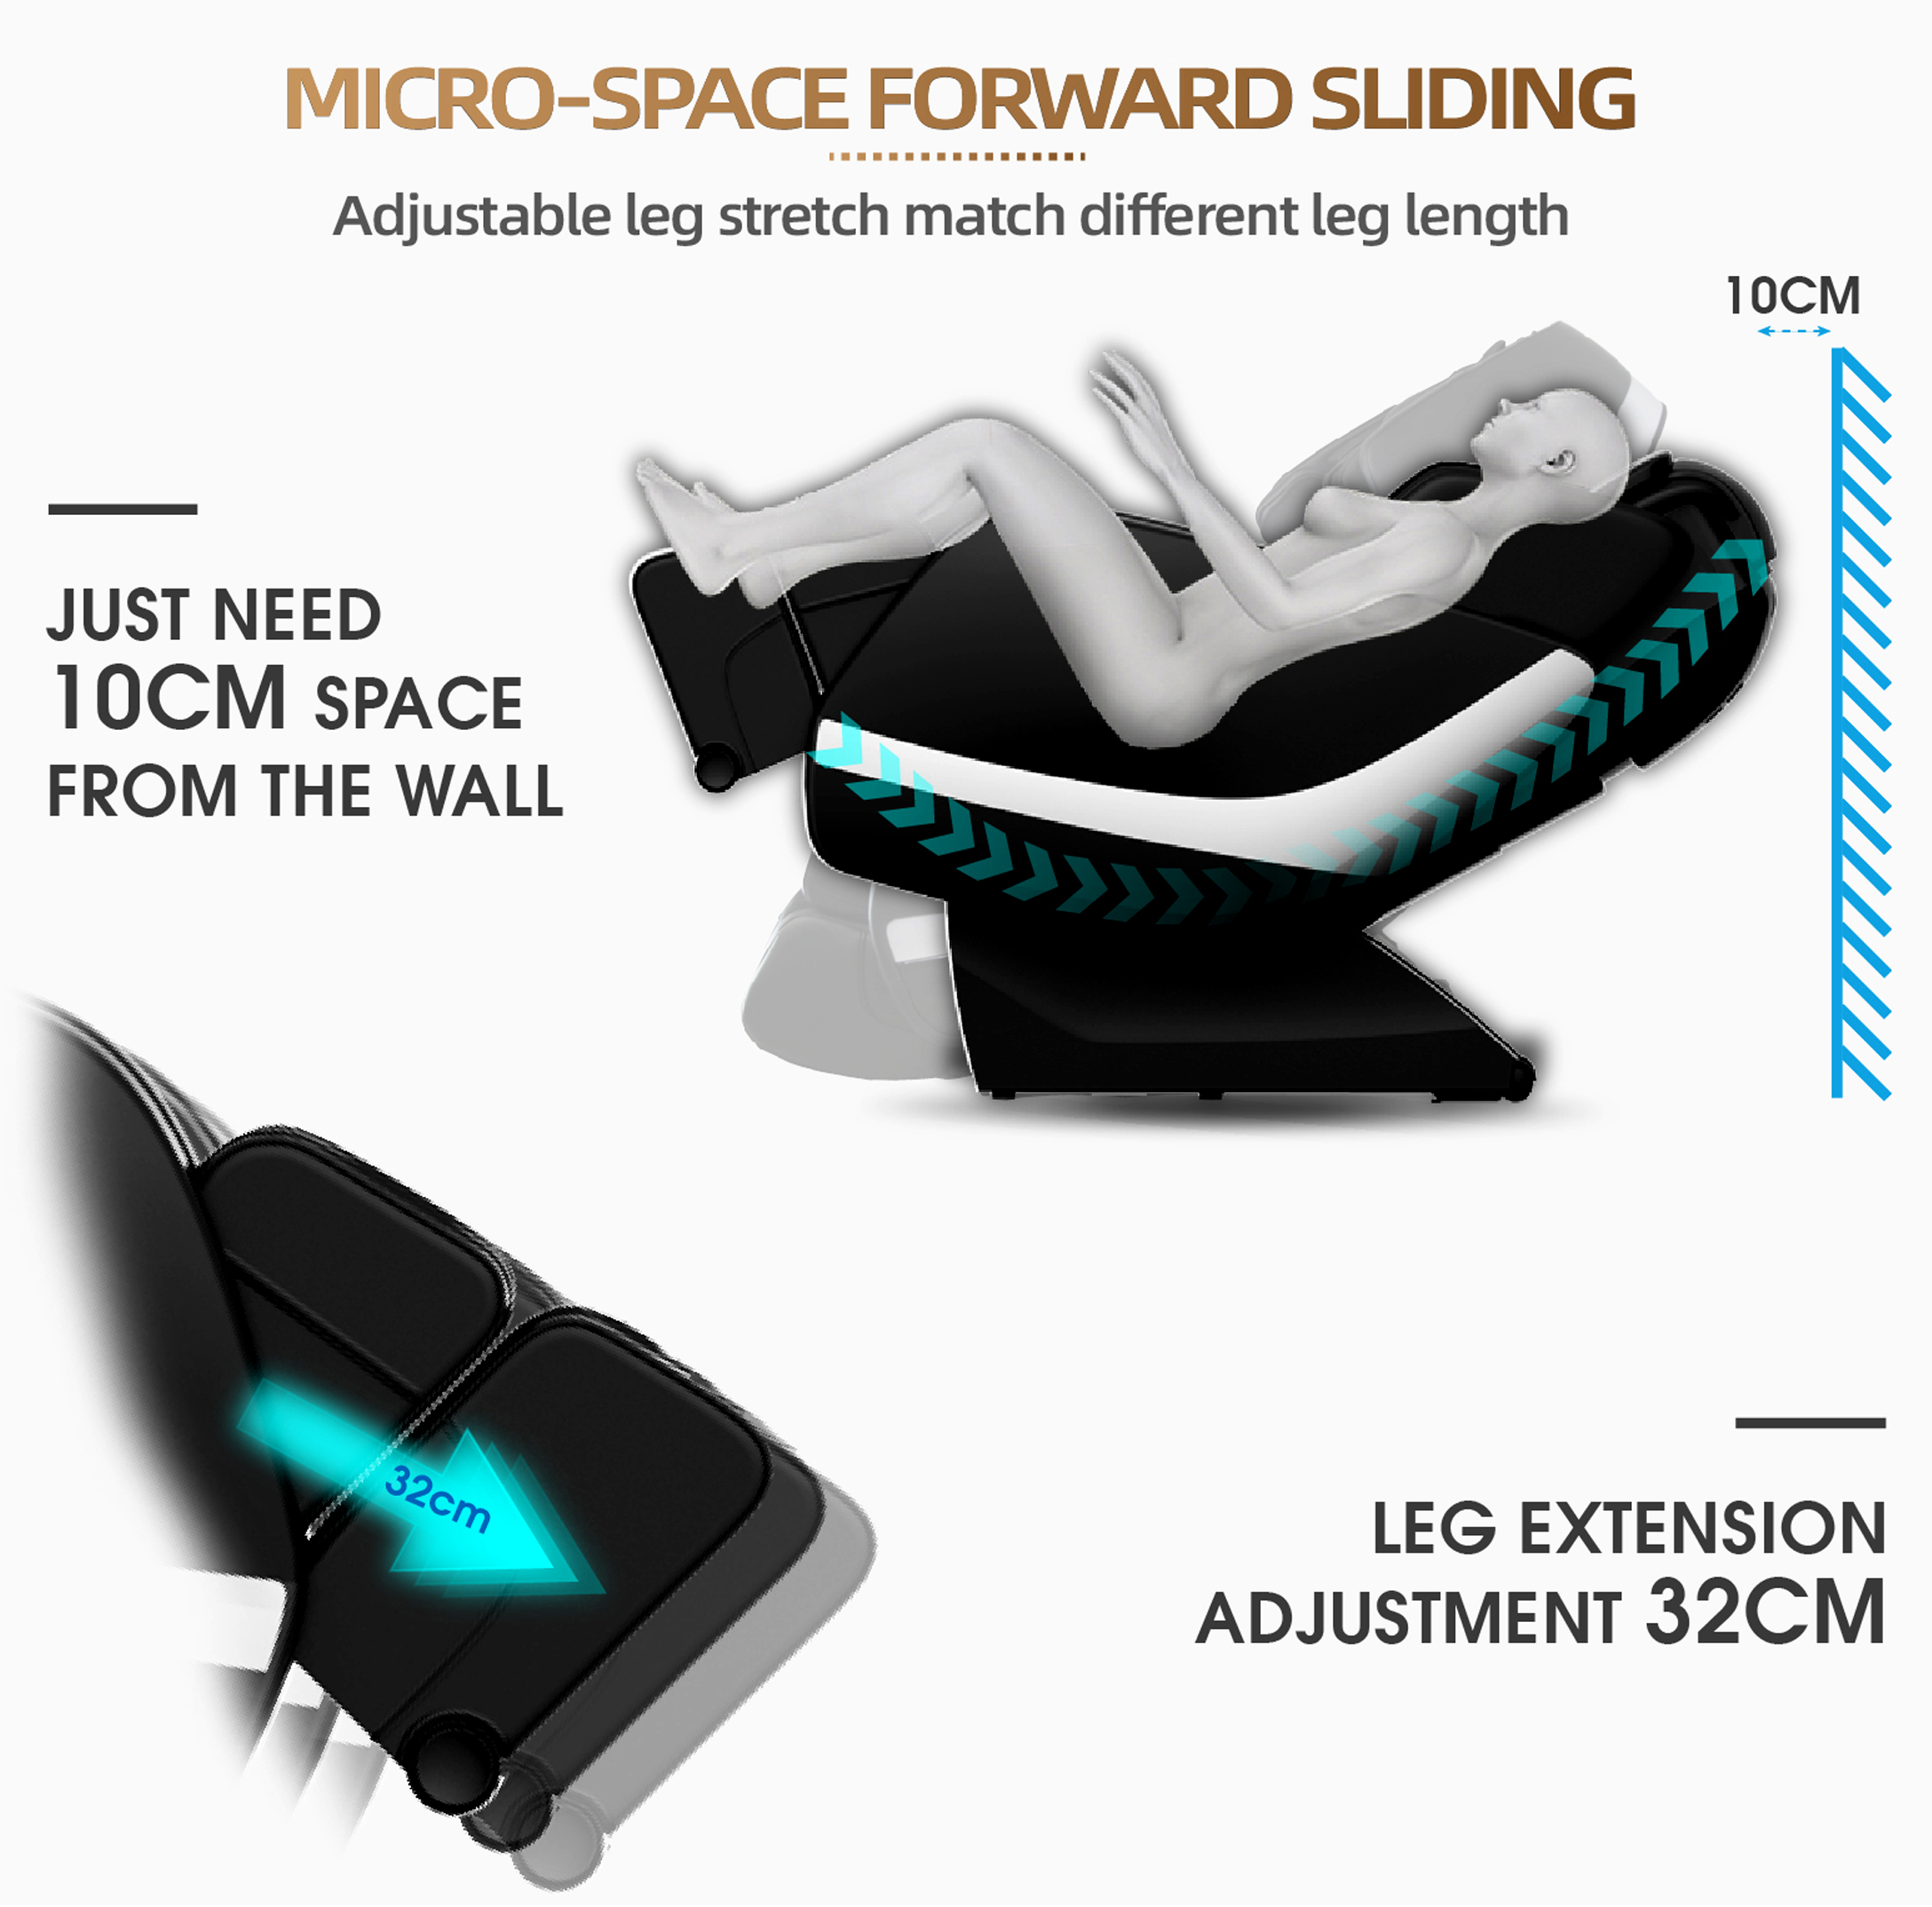 MICRO-SPACE FORWARD SLIDING
Adjustable leg stretch match different leg length
10CM
JUST NEED
10CM SPACE
FROM THE WALL
32cm
LEG EXTENSION
ADJUSTMENT 32CM